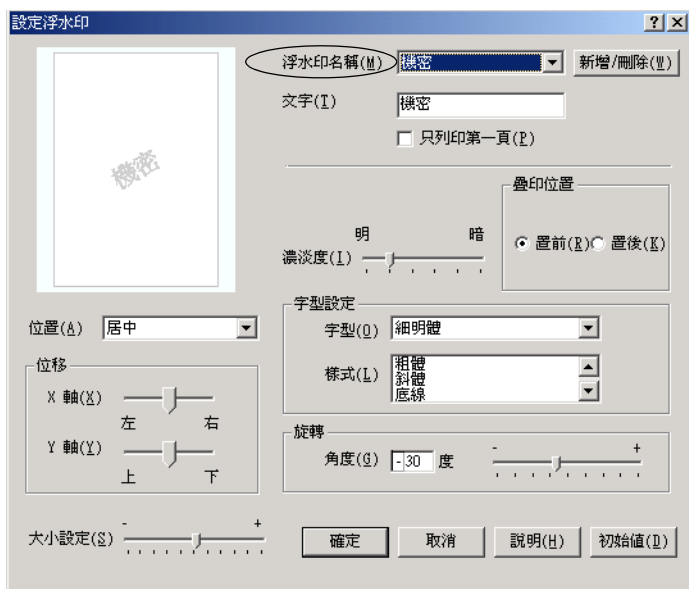 設定浮水印
浮水印名稱(M) 機密 新增/刪除(W)
文字(T) 機密
只列印第一頁(P)
機密
疊印位置
置前(R) 置後(K)
明 暗
濃淡度(I)
位置(A) 居中
字型設定
字型(O) 細明體
樣式(L) 粗體
斜體
底線
位移
X 軸(X)
左 右
Y 軸(Y)
上 下
旋轉
角度(G) -30 度 - +
大小設定(S) - +
確定 取消 說明(H) 初始值(D)